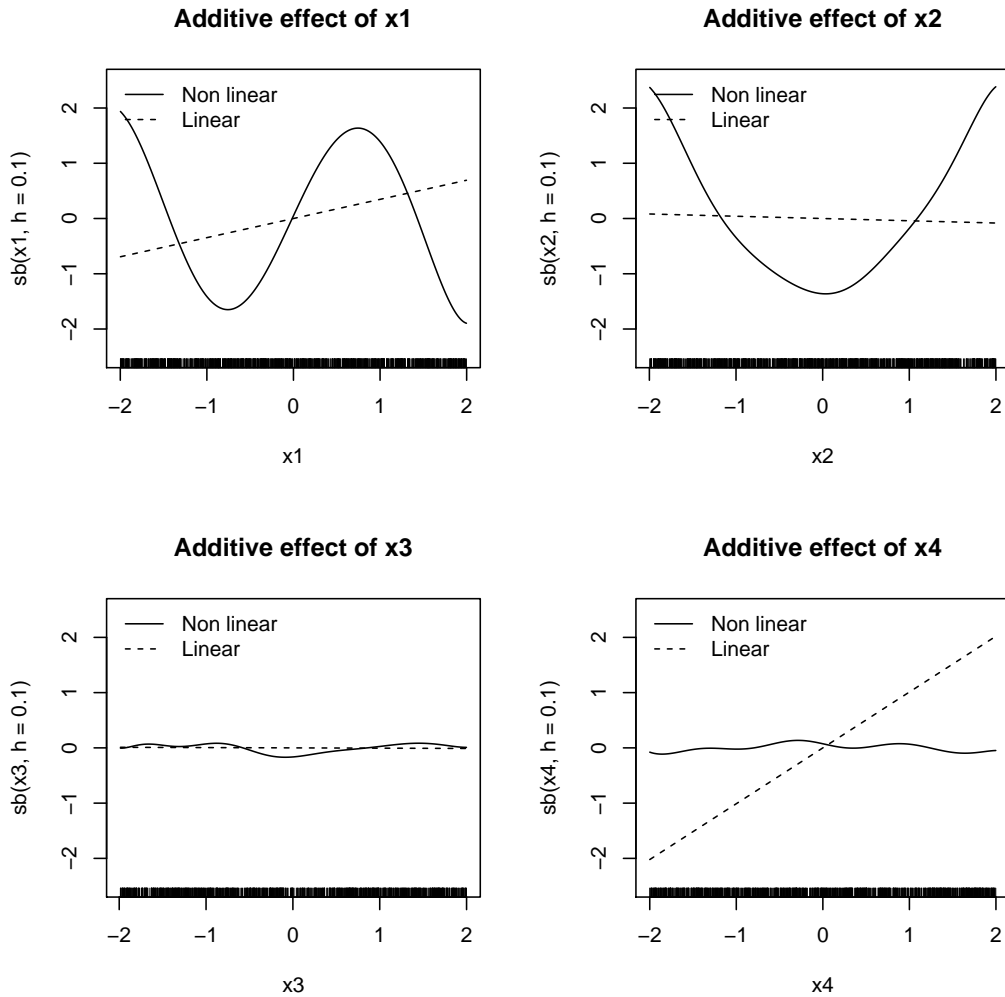 Additive effect of x1
Non linear
Linear
sb(x1, h = 0.1)
2
1
0
−1
−2
−2 −1 0 1 2
x1
Additive effect of x2
Non linear
Linear
sb(x2, h = 0.1)
2
1
0
−1
−2
−2 −1 0 1 2
x2
Additive effect of x3
Non linear
Linear
sb(x3, h = 0.1)
2
1
0
−1
−2
−2 −1 0 1 2
x3
Additive effect of x4
Non linear
Linear
sb(x4, h = 0.1)
2
1
0
−1
−2
−2 −1 0 1 2
x4